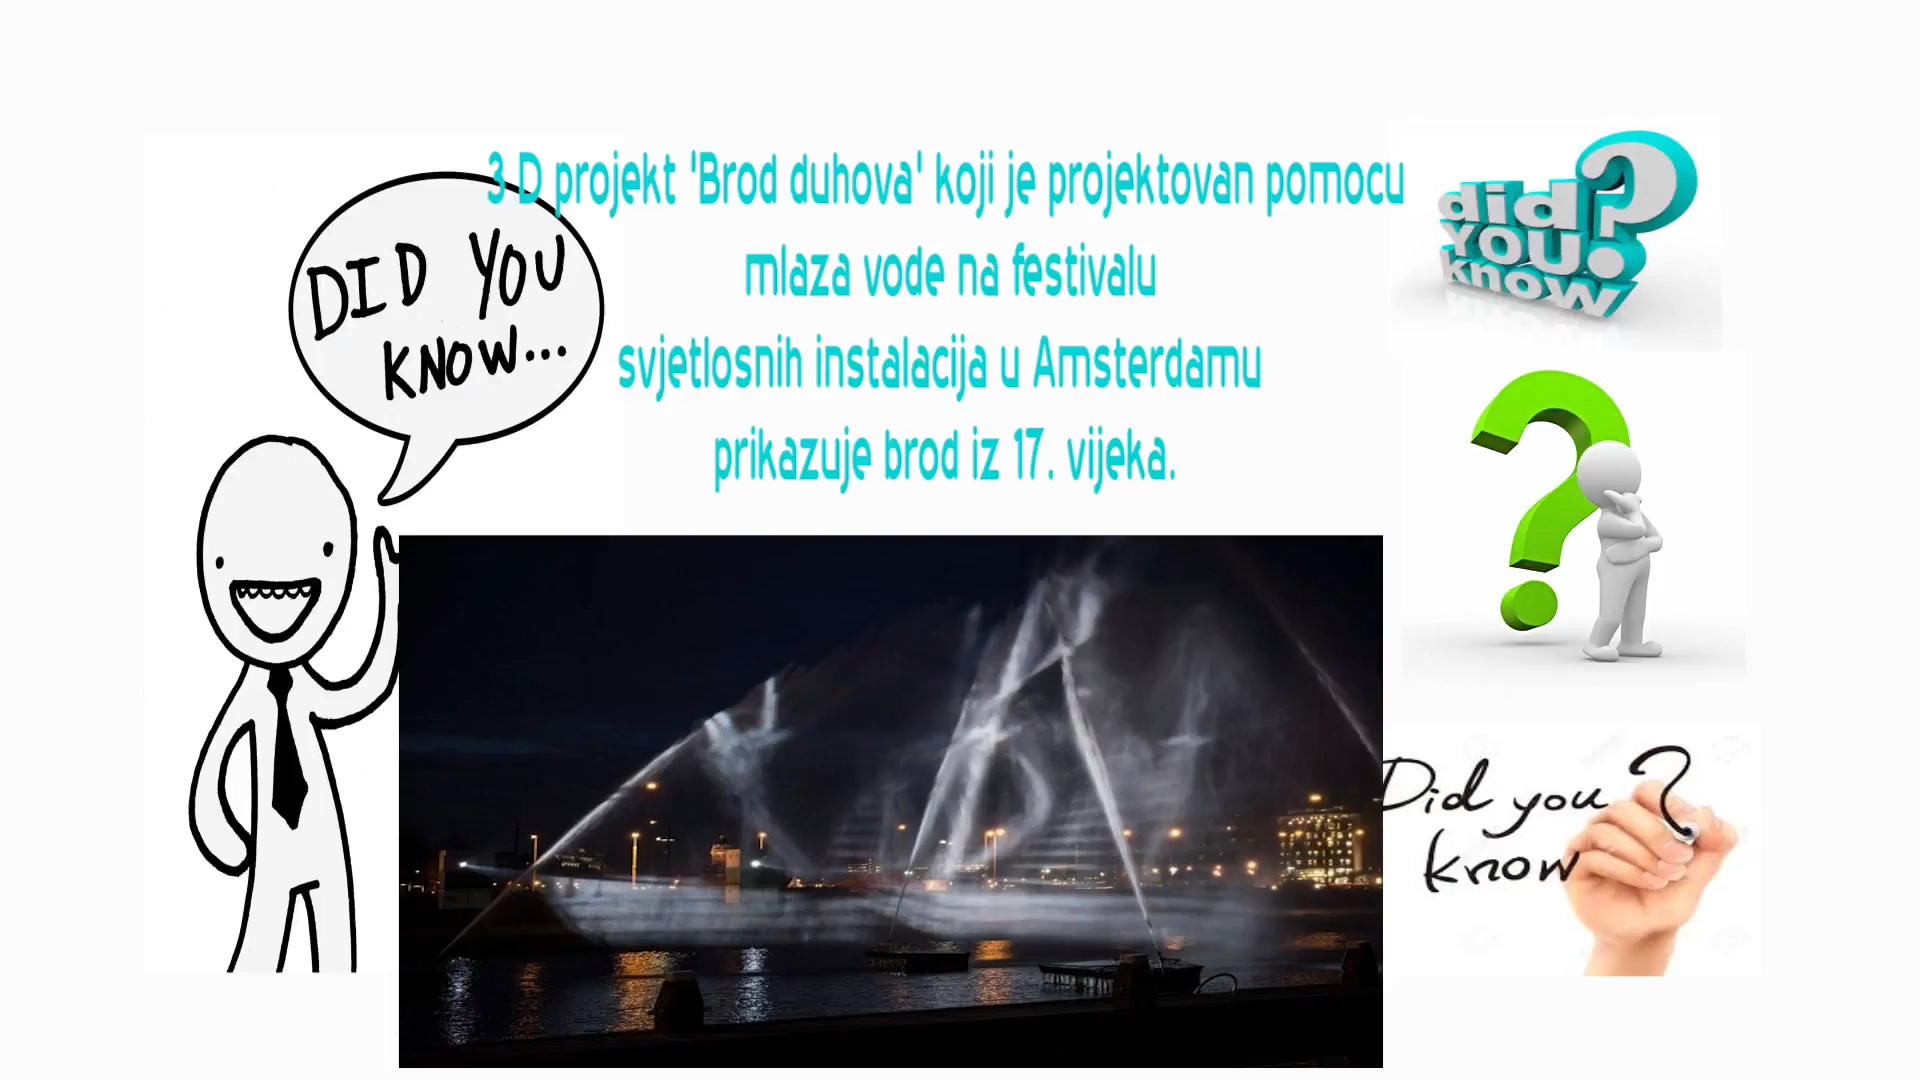 DID YOU
KNOW...
3 D projekt 'Brod duhova' koji je projektovan pomocu
mlaza vode na festivalu
svjetlosnih instalacija u Amsterdamu
prikazuje brod iz 17. vijeka.
did
YOU
know?
Did you
know?